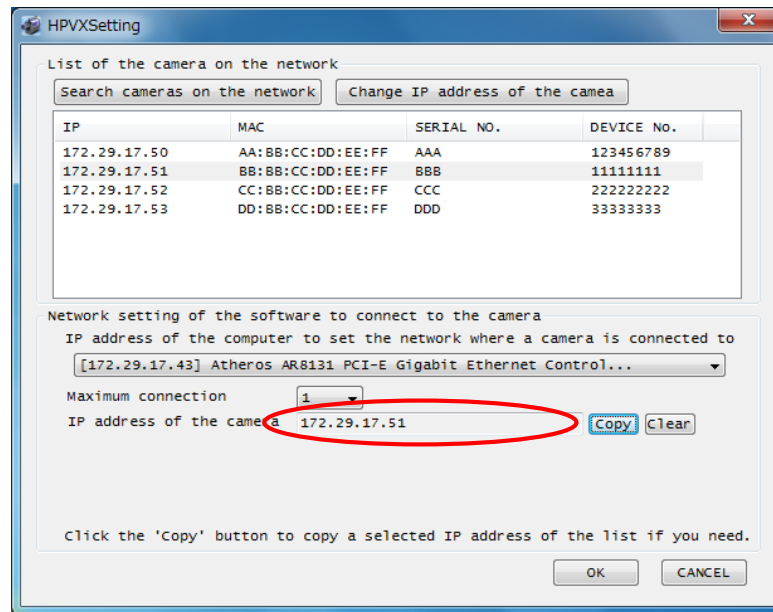 HPVXSetting
List of the camera on the network
Search cameras on the network Change IP address of the camea
IP MAC SERIAL NO. DEVICE No.
172.29.17.50 AA:BB:CC:DD:EE:FF AAA 123456789
172.29.17.51 BB:BB:CC:DD:EE:FF BBB 11111111
172.29.17.52 CC:BB:CC:DD:EE:FF CCC 222222222
172.29.17.53 DD:BB:CC:DD:EE:FF DDD 33333333
Network setting of the software to connect to the camera
IP address of the computer to set the network where a camera is connected to
[172.29.17.43] Atheros AR8131 PCI-E Gigabit Ethernet Control...
Maximum connection 1
IP address of the camera 172.29.17.51 Copy Clear
Click the 'Copy' button to copy a selected IP address of the list if you need.
OK CANCEL